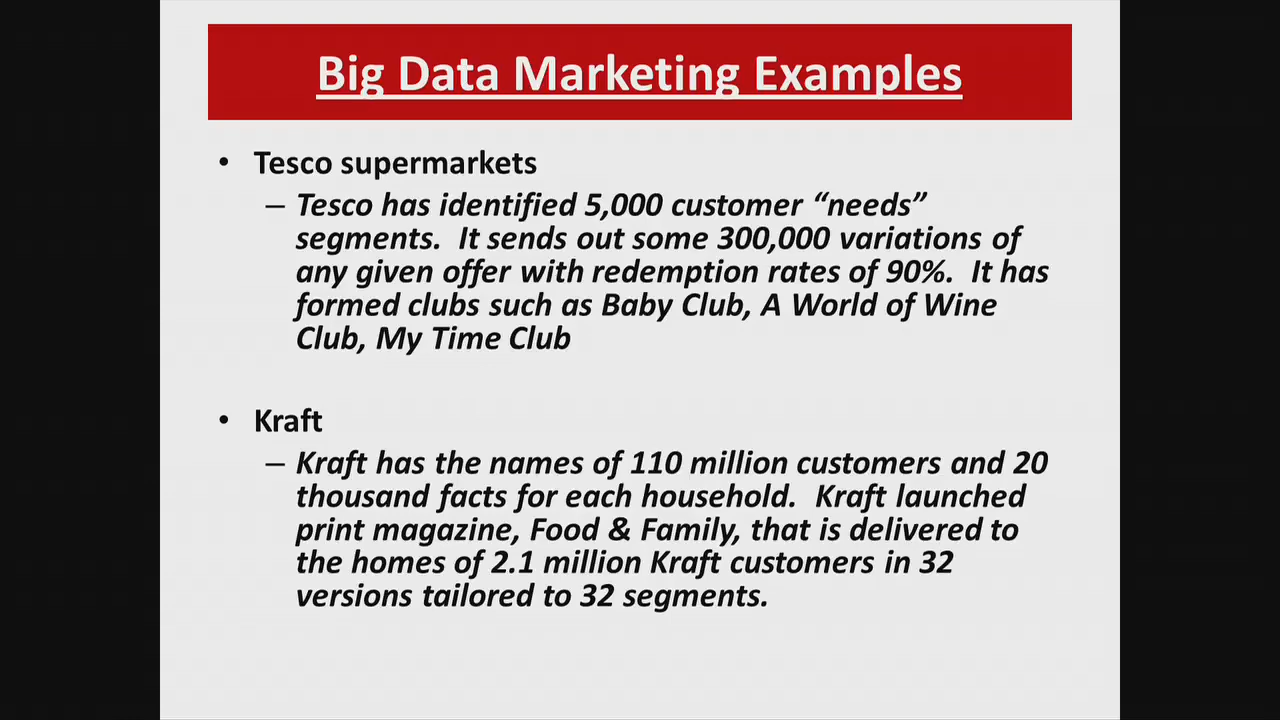 Big Data Marketing Examples
• Tesco supermarkets
– Tesco has identified 5,000 customer “needs”
segments.  It sends out some 300,000 variations of
any given offer with redemption rates of 90%.  It has
formed clubs such as Baby Club, A World of Wine
Club, My Time Club
• Kraft
– Kraft has the names of 110 million customers and 20
thousand facts for each household.  Kraft launched
print magazine, Food & Family, that is delivered to
the homes of 2.1 million Kraft customers in 32
versions tailored to 32 segments.